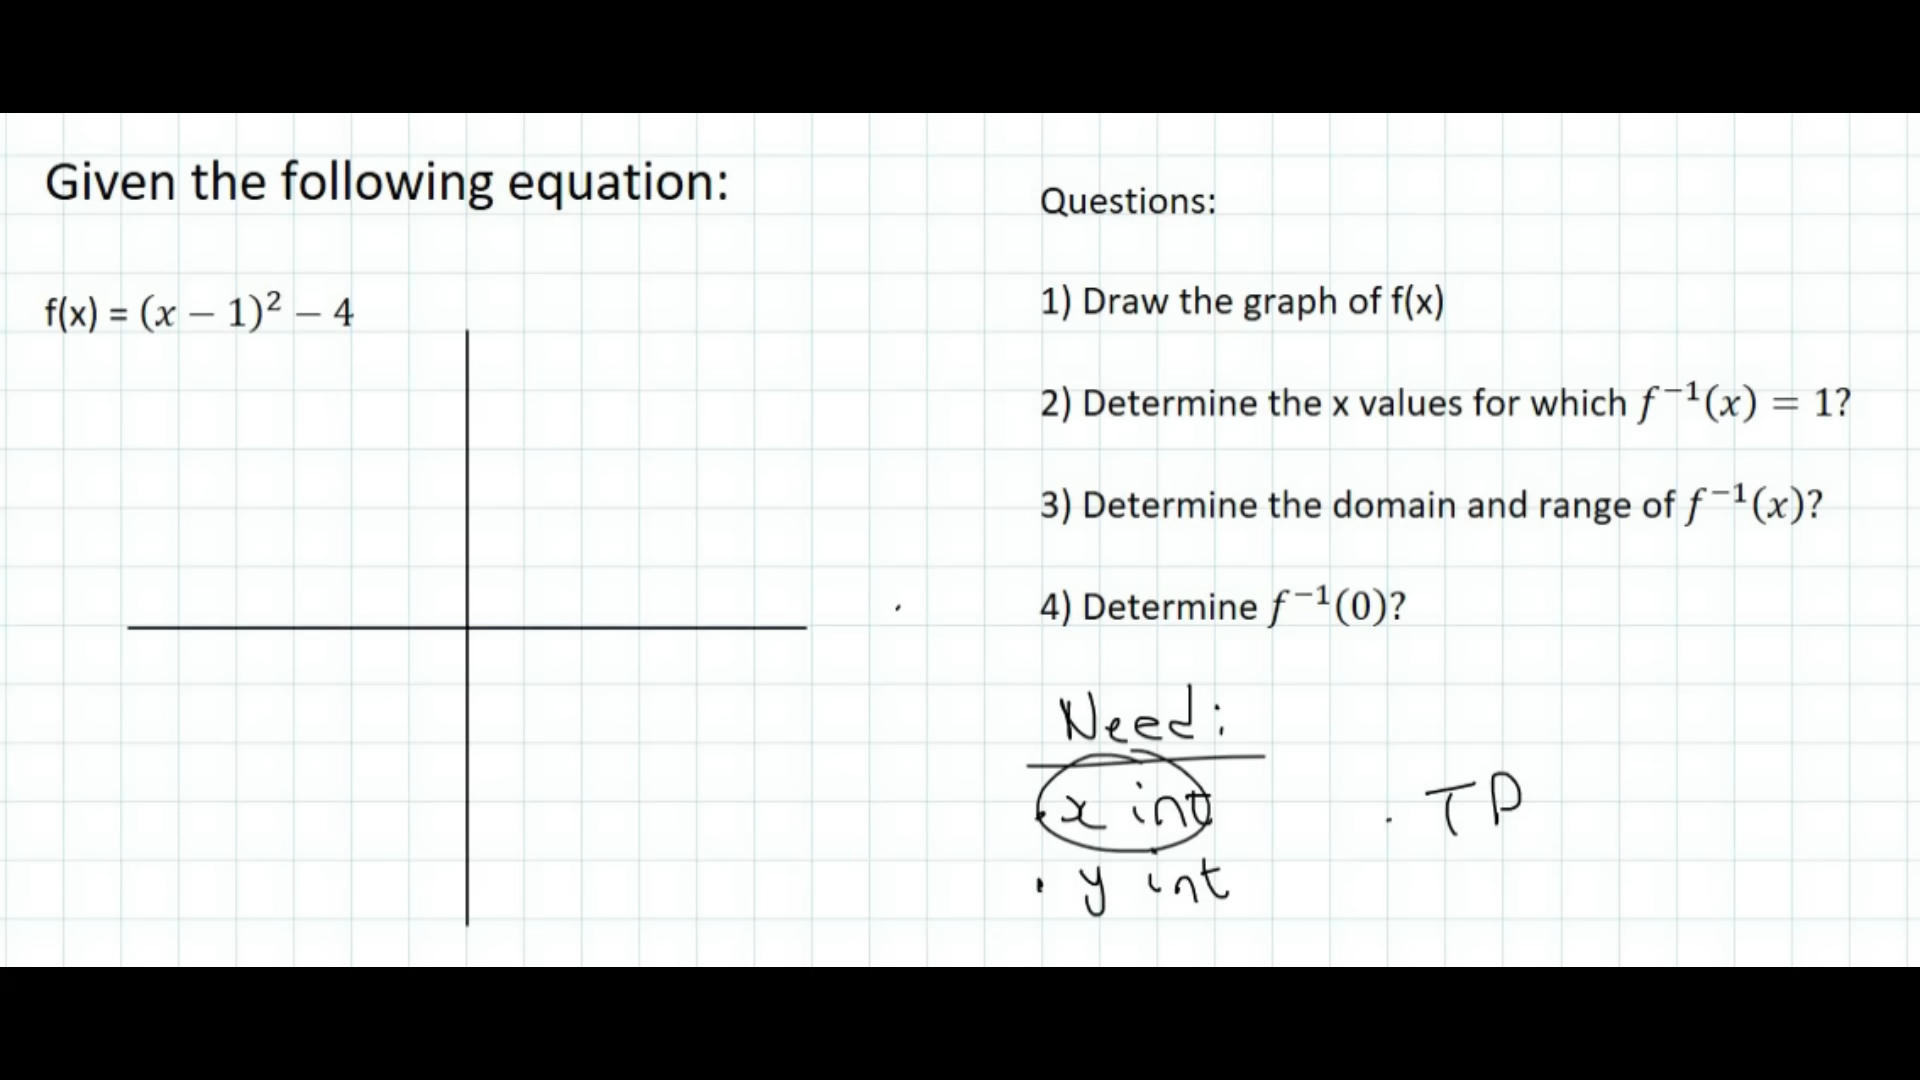 Given the following equation:
f(x) = (x − 1)² − 4
Questions:
1) Draw the graph of f(x)
2) Determine the x values for which f⁻¹(x) = 1?
3) Determine the domain and range of f⁻¹(x)?
4) Determine f⁻¹(0)?
Need:
· x int
· y int
· TP